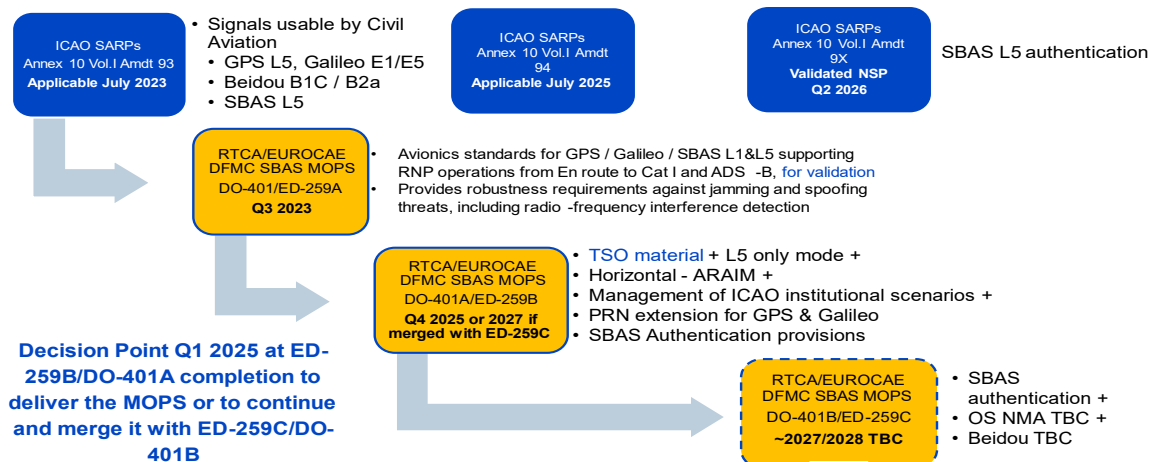 ICAO SARPs
Annex 10 Vol.I Amdt 93
Applicable July 2023
• Signals usable by Civil
Aviation
• GPS L5, Galileo E1/E5
• Beidou B1C / B2a
• SBAS L5
ICAO SARPs
Annex 10 Vol.I Amdt
94
Applicable July 2025
ICAO SARPs
Annex 10 Vol.I Amdt
9X
Validated NSP
Q2 2026
SBAS L5 authentication
RTCA/EUROCAE
DFMC SBAS MOPS
DO-401/ED-259A
Q3 2023
• Avionics standards for GPS / Galileo / SBAS L1&L5 supporting
RNP operations from En route to Cat I and ADS -B, for validation
• Provides robustness requirements against jamming and spoofing
threats, including radio -frequency interference detection
RTCA/EUROCAE
DFMC SBAS MOPS
DO-401A/ED-259B
Q4 2025 or 2027 if
merged with ED-259C
• TSO material + L5 only mode +
• Horizontal - ARAIM +
• Management of ICAO institutional scenarios +
• PRN extension for GPS & Galileo
• SBAS Authentication provisions
Decision Point Q1 2025 at ED-
259B/DO-401A completion to
deliver the MOPS or to continue
and merge it with ED-259C/DO-
401B
RTCA/EUROCAE
DFMC SBAS MOPS
DO-401B/ED-259C
~2027/2028 TBC
• SBAS
authentication +
• OS NMA TBC +
• Beidou TBC